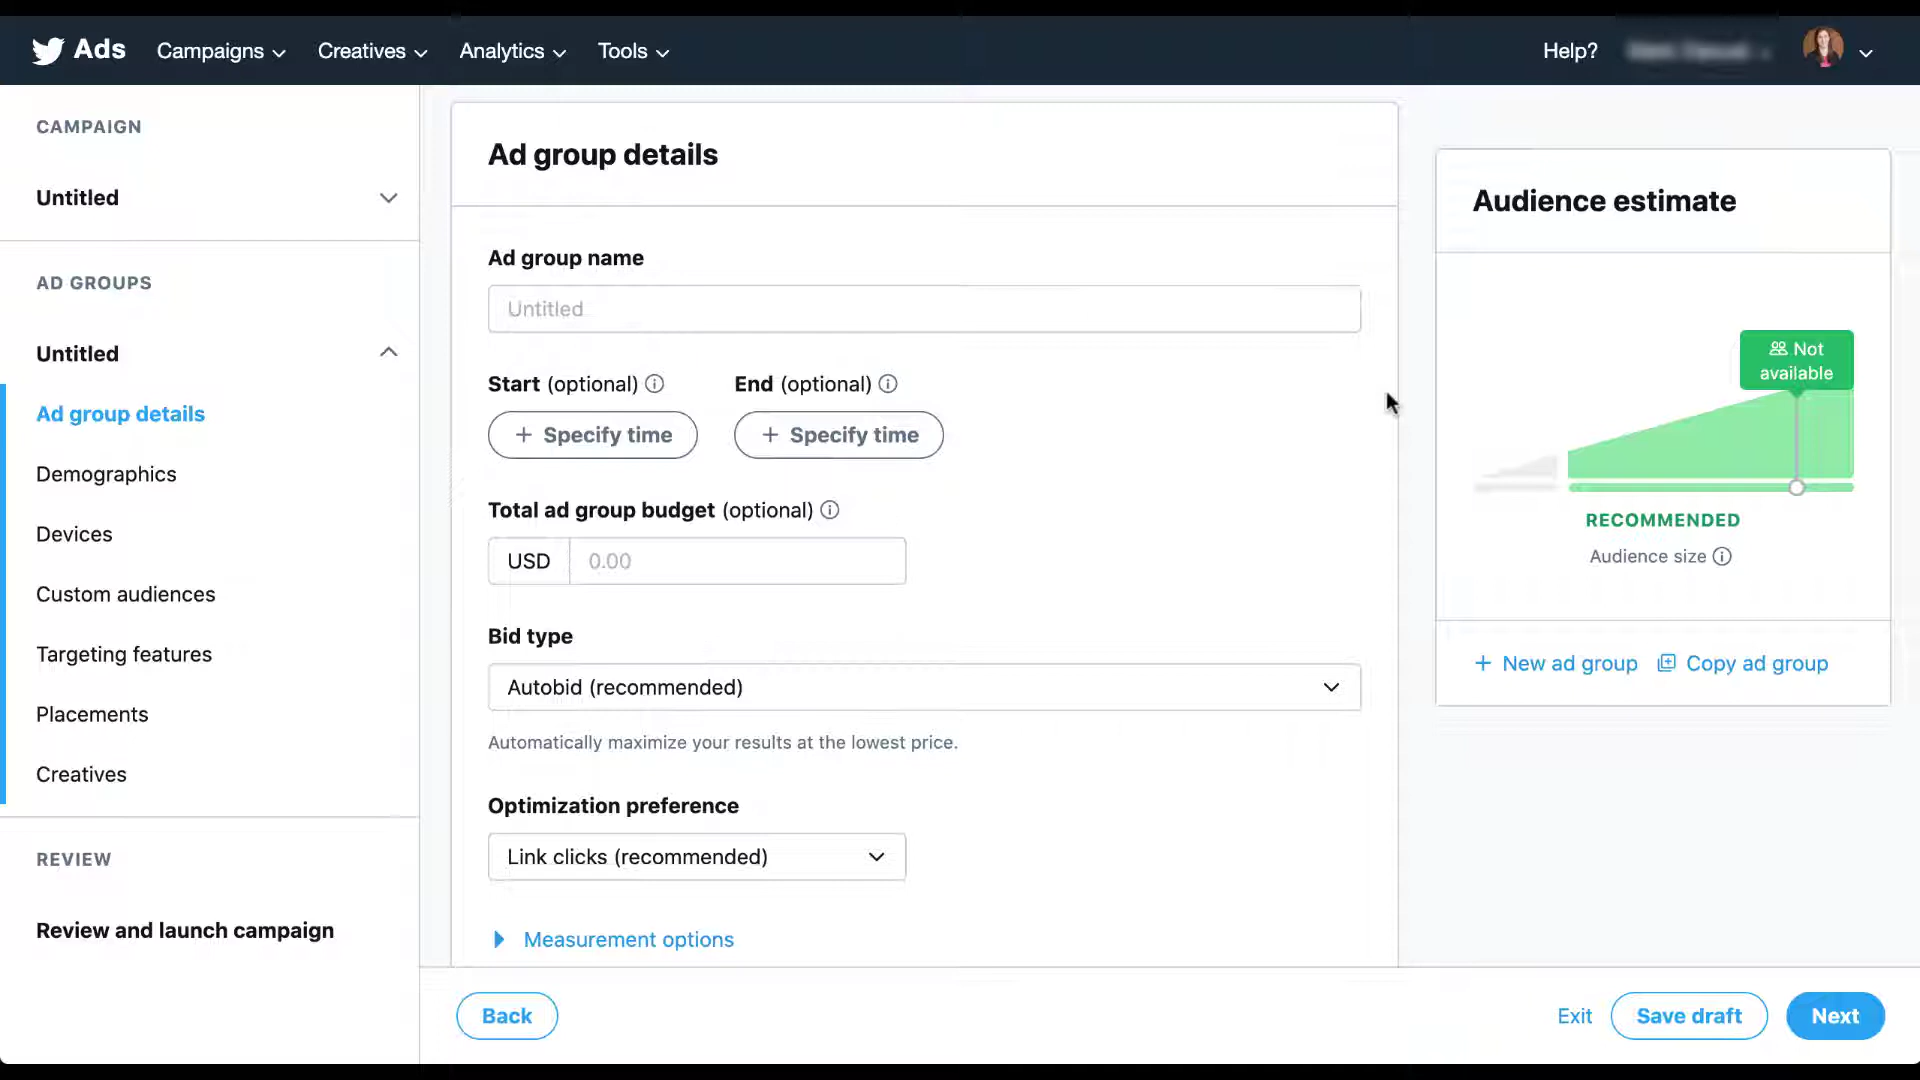 Ads
Campaigns
Creatives
Analytics
Tools
Help?
CAMPAIGN
Untitled
AD GROUPS
Untitled
Ad group details
Demographics
Devices
Custom audiences
Targeting features
Placements
Creatives
REVIEW
Review and launch campaign
Ad group details
Ad group name
Untitled
Start (optional)
End (optional)
+ Specify time
+ Specify time
Total ad group budget (optional)
USD 0.00
Bid type
Autobid (recommended)
Automatically maximize your results at the lowest price.
Optimization preference
Link clicks (recommended)
Measurement options
Audience estimate
Not
available
RECOMMENDED
Audience size
+ New ad group
Copy ad group
Back
Exit
Save draft
Next